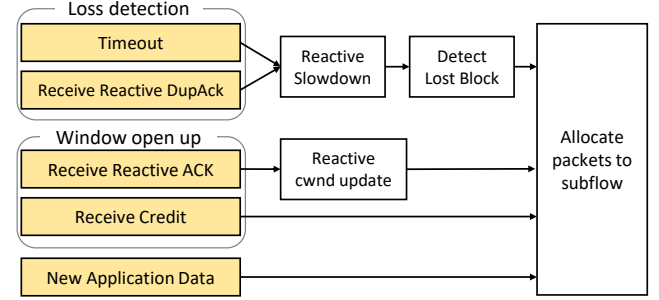 Loss detection
Timeout
Receive Reactive DupAck
Reactive
Slowdown
Detect
Lost Block
Window open up
Receive Reactive ACK
Reactive
cwnd update
Receive Credit
New Application Data
Allocate
packets to
subflow